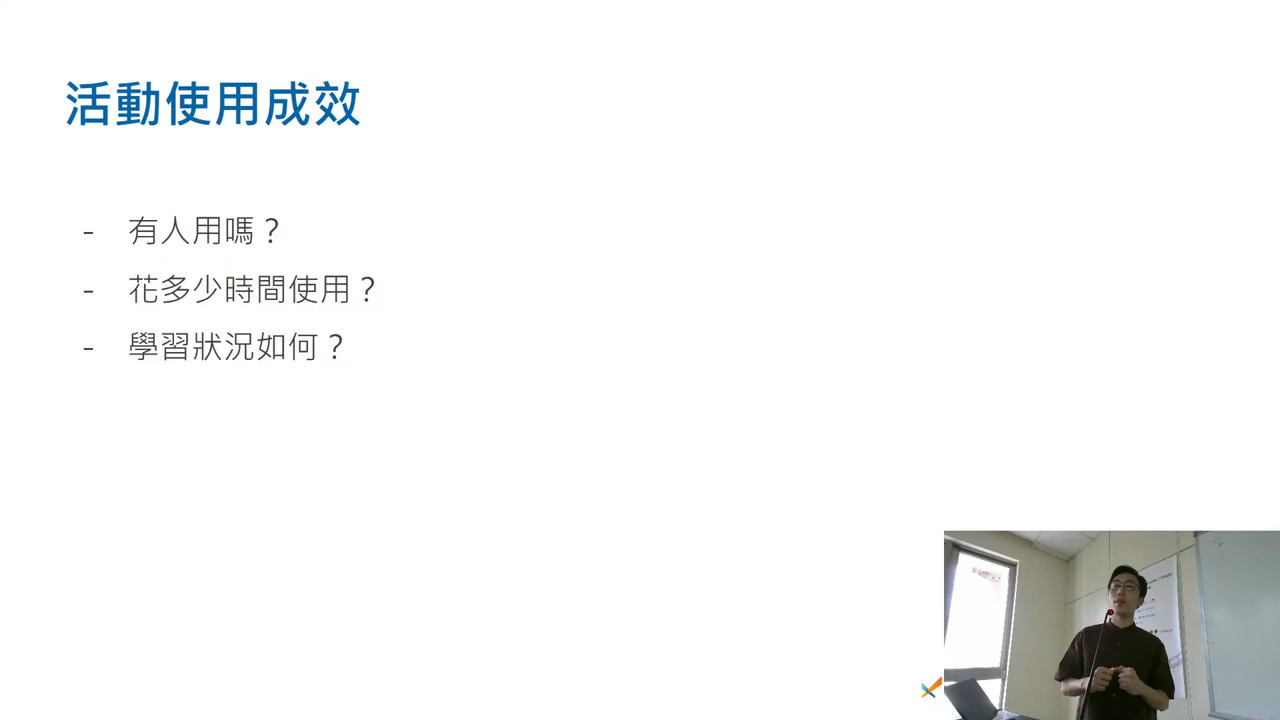 活動使用成效
- 有人用嗎？
- 花多少時間使用？
- 學習狀況如何？